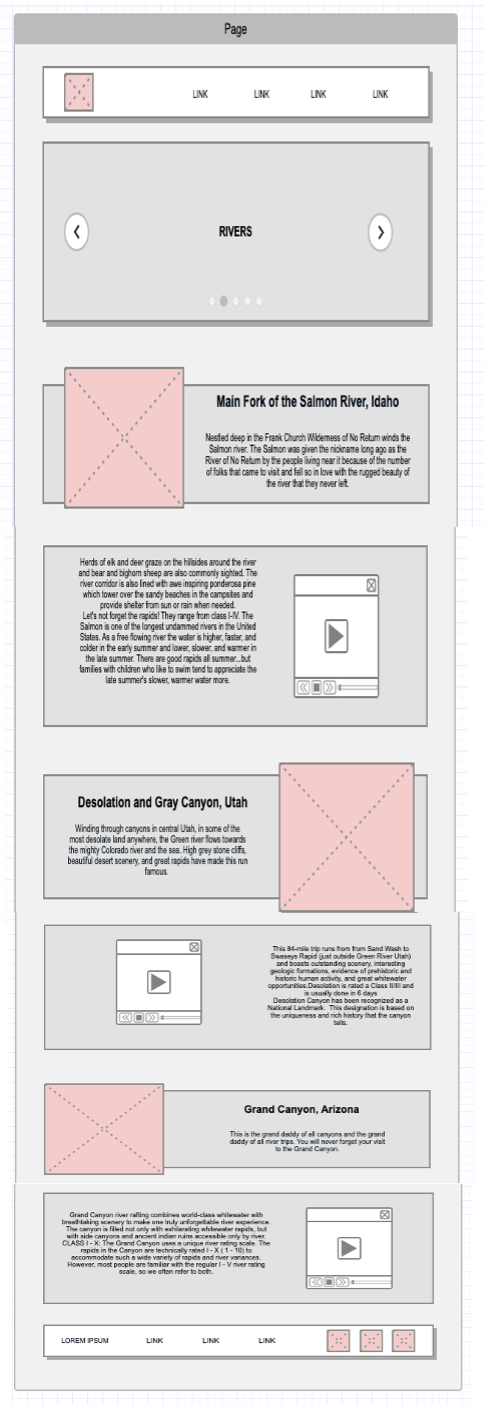 Page
LINK LINK LINK LINK
RIVERS
Main Fork of the Salmon River, Idaho
Nestled deep in the Frank Church Wilderness of No Return winds the
Salmon river. The Salmon was given the nickname long ago as the
River of No Return by the people living near it because of the number
of folks that came to visit and fell so in love with the rugged beauty of
the river that they never left.
Herds of elk and deer graze on the hillsides around the river
and bear and bighorn sheep are also commonly sighted. The
river corridor is also lined with awe inspiring ponderosa pine
which tower over the sandy beaches in the campsites and
provide shelter from sun or rain when needed.
Let's not forget the rapids! They range from class I-IV. The
Salmon is one of the longest undammed rivers in the United
States. As a free flowing river the water is higher, faster, and
colder in the early summer and lower, slower, and warmer in
the late summer. There are good rapids all summer...but
families with children who like to swim tend to appreciate the
late summer's slower, warmer water more.
Desolation and Gray Canyon, Utah
Winding through canyons in central Utah, in some of the
most desolate land anywhere, the Green river flows towards
the mighty Colorado river and the sea. High grey stone cliffs,
beautiful desert scenery, and great rapids have made this run
famous.
This 84-mile trip runs from from Sand Wash to
Swaseys Rapid (just outside Green River Utah)
and boasts outstanding scenery, interesting
geologic formations, evidence of prehistoric and
historic human activity, and great whitewater
opportunities.Desolation is rated a Class II/III and
is usually done in 6 days
Desolation Canyon has been recognized as a
National Landmark. This designation is based on
the uniqueness and rich history that the canyon
tells.
Grand Canyon, Arizona
This is the grand daddy of all canyons and the grand
daddy of all river trips. You will never forget your visit
to the Grand Canyon.
Grand Canyon river rafting combines world-class whitewater with
breathtaking scenery to make one truly unforgettable river experience.
The canyon is filled not only with exhilarating whitewater rapids, but
with side canyons and ancient indian ruins accessible only by river.
CLASS I - X: The Grand Canyon uses a unique river rating scale. The
rapids in the Canyon are technically rated I - X ( 1 - 10) to
accommodate such a wide variety of rapids and river variances.
However, most people are familiar with the regular I - V river rating
scale, so we often refer to both.
LOREM IPSUM LINK LINK LINK